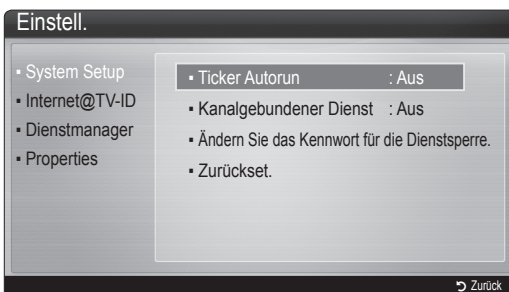 Einstell.
▪ System Setup
▪ Internet@TV-ID
▪ Dienstmanager
▪ Properties
▪ Ticker Autorun : Aus
▪ Kanalgebundener Dienst : Aus
▪ Ändern Sie das Kennwort für die Dienstsperre.
▪ Zurückset.
Zurück